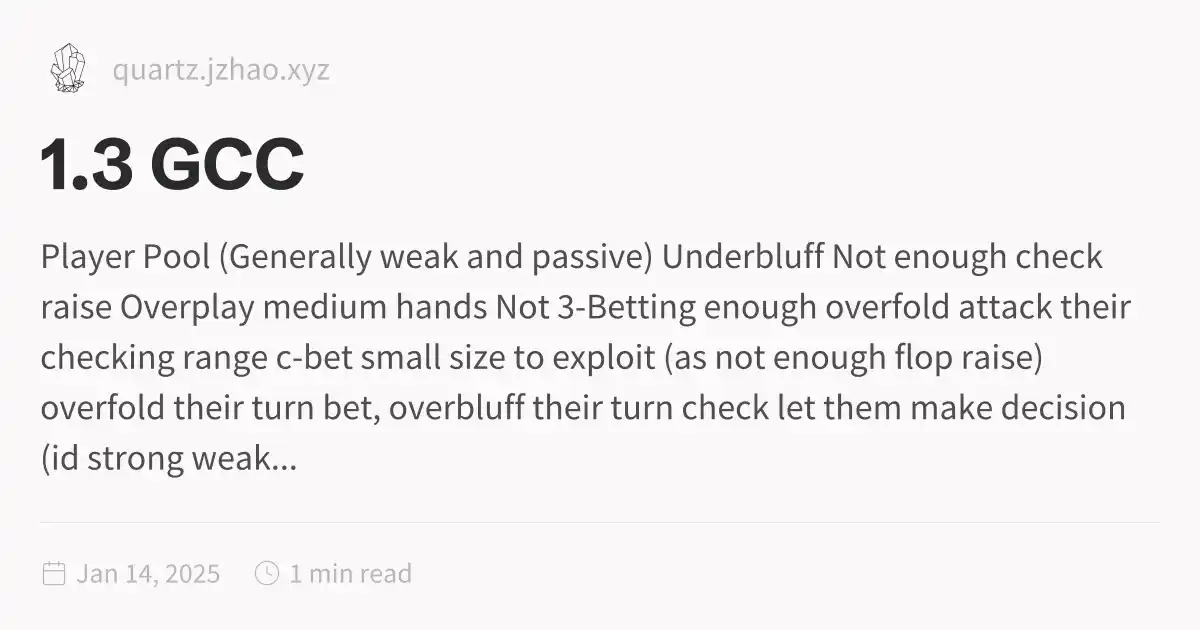 quartz.jzhao.xyz
1.3 GCC
Player Pool (Generally weak and passive) Underbluff Not enough check
raise Overplay medium hands Not 3-Betting enough overfold attack their
checking range c-bet small size to exploit (as not enough flop raise)
overfold their turn bet, overbluff their turn check let them make decision
(id strong weak...
Jan 14, 2025 1 min read